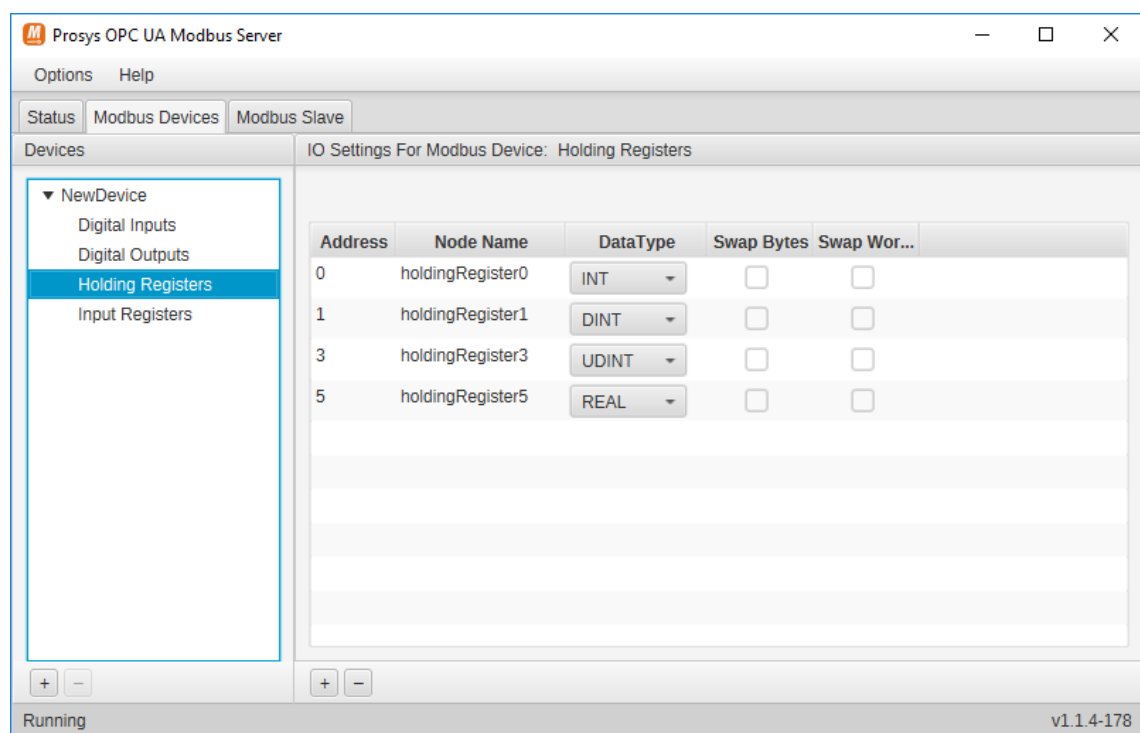 Prosys OPC UA Modbus Server
Options Help
Status Modbus Devices Modbus Slave
Devices
NewDevice
Digital Inputs
Digital Outputs
Holding Registers
Input Registers
IO Settings For Modbus Device: Holding Registers
Address Node Name DataType Swap Bytes Swap Wor...
0 holdingRegister0 INT
1 holdingRegister1 DINT
3 holdingRegister3 UDINT
5 holdingRegister5 REAL
Running v1.1.4-178